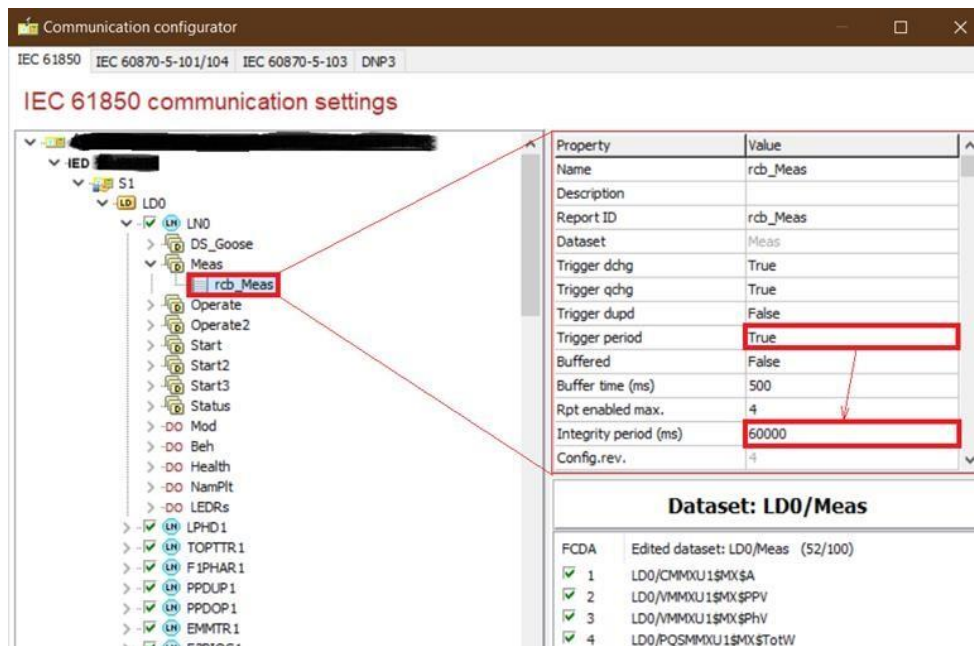 Communication configurator
IEC 61850 IEC 60870-5-101/104 IEC 60870-5-103 DNP3
IEC 61850 communication settings
IED
S1
LD LD0
LN LN0
D DS_Goose
D Meas
rcb_Meas
D Operate
D Operate2
D Start
D Start2
D Start3
D Status
DO Mod
DO Beh
DO Health
DO NamPlt
DO LEDRs
LN LPHD1
LN TOPTTR1
LN F1PHAR1
LN PPDUP1
LN PPDOP1
LN EMMTR1
Property Value
Name rcb_Meas
Description
Report ID rcb_Meas
Dataset Meas
Trigger dchg True
Trigger qchg True
Trigger dupd False
Trigger period True
Buffered False
Buffer time (ms) 500
Rpt enabled max. 4
Integrity period (ms) 60000
Config.rev. 4
Dataset: LD0/Meas
FCDA Edited dataset: LD0/Meas (52/100)
1 LD0/CMMXU1$MX$A
2 LD0/VMMXU1$MX$PPV
3 LD0/VMMXU1$MX$PhV
4 LD0/PQSMMXU1$MX$TotW